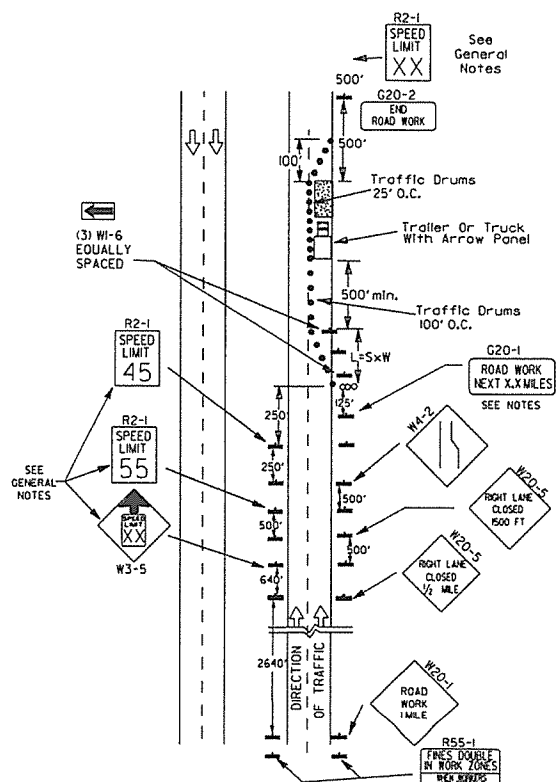 R2-1
SPEED
LIMIT
XX
See
General
Notes
500'
G20-2
END
ROAD WORK
500'
100'
Traffic Drums
25' O.C.
Trailer Or Truck
With Arrow Panel
(3) W1-6
EQUALLY
SPACED
500' min.
Traffic Drums
100' O.C.
L=SxW
R2-1
SPEED
LIMIT
45
G20-1
ROAD WORK
NEXT X.X MILES
SEE NOTES
125'
250'
R2-1
SPEED
LIMIT
55
250'
W4-2
SEE
GENERAL
NOTES
500'
500'
W20-5
RIGHT LANE
CLOSED
1500 FT
SPEED
LIMIT
XX
W3-5
500'
640'
W20-5
RIGHT LANE
CLOSED
1/2 MILE
2640'
DIRECTION
OF TRAFFIC
W20-1
ROAD
WORK
1 MILE
R55-1
FINES DOUBLE
IN WORK ZONES
WHEN WORKERS